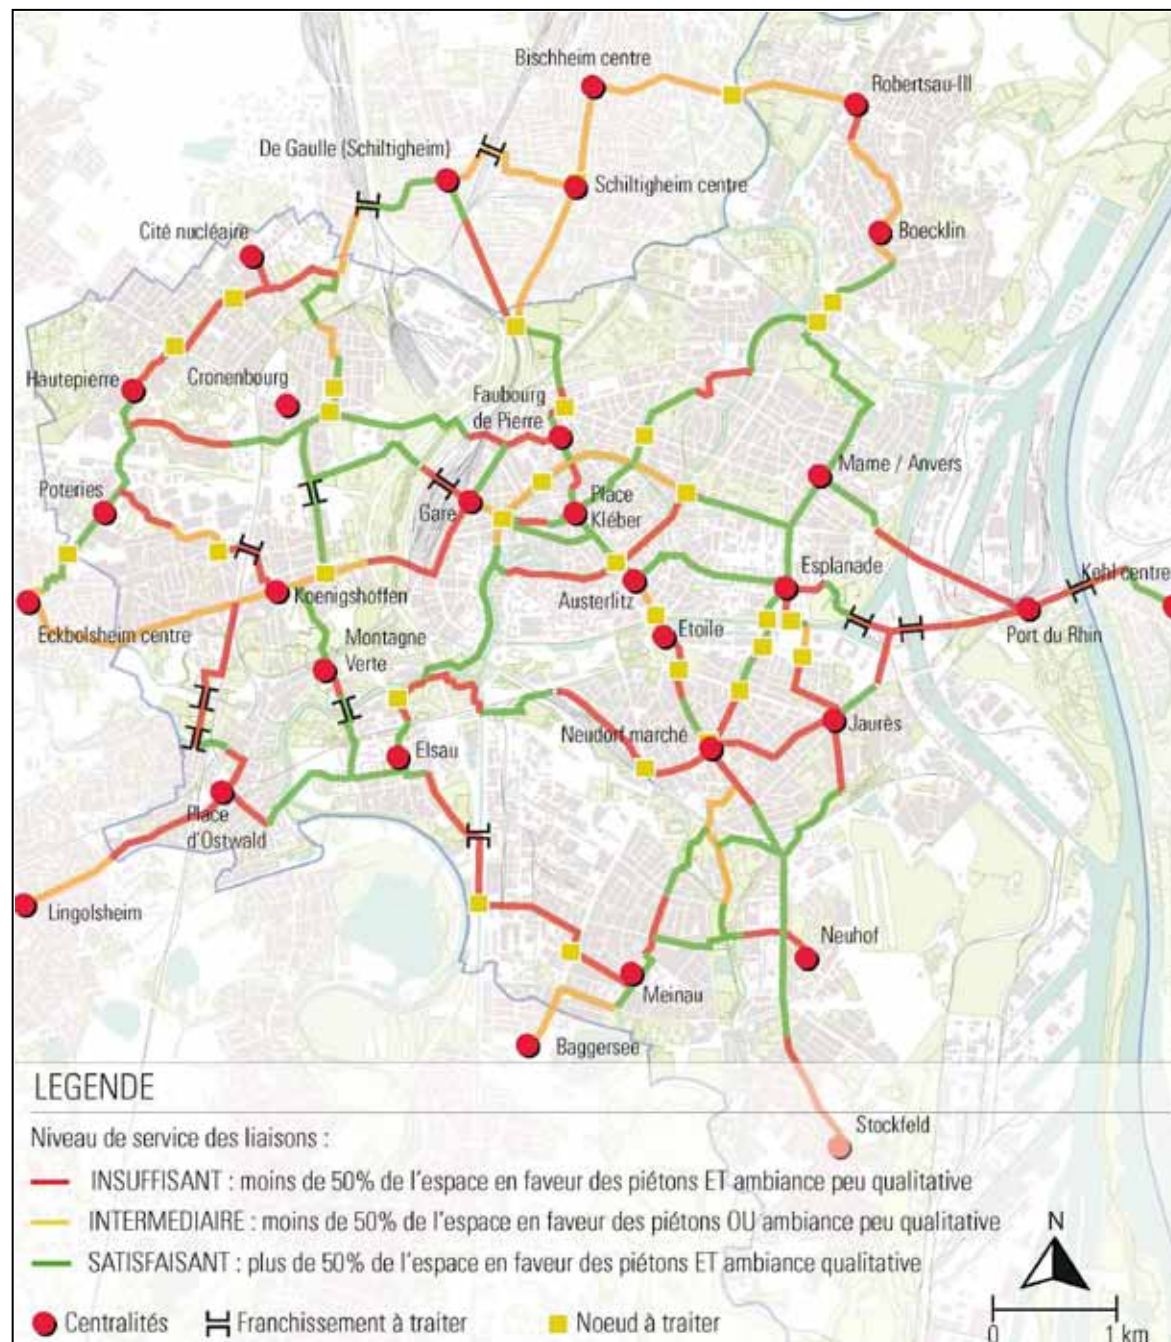 Bischheim centre
Robertsau-III
De Gaulle (Schiltigheim)
Schiltigheim centre
Cité nucléaire
Boecklin
Hautepierre
Cronenbourg
Faubourg
de Pierre
Marne / Anvers
Poteries
Gare
Place
Kléber
Esplanade
Kehl centre
Koenigshoffen
Austerlitz
Eckbolsheim centre
Etoile
Port du Rhin
Montagne
Verte
Neudorf marché
Jaurès
Elsau
Place
d'Ostwald
Lingolsheim
Neuhof
Meinau
Baggersee
LEGENDE
Stockfeld
Niveau de service des liaisons :
INSUFFISANT : moins de 50% de l'espace en faveur des piétons ET ambiance peu qualitative
INTERMEDIAIRE : moins de 50% de l'espace en faveur des piétons OU ambiance peu qualitative
SATISFAISANT : plus de 50% de l'espace en faveur des piétons ET ambiance qualitative
N
Centralités
Franchissement à traiter
Noeud à traiter
0 1 km